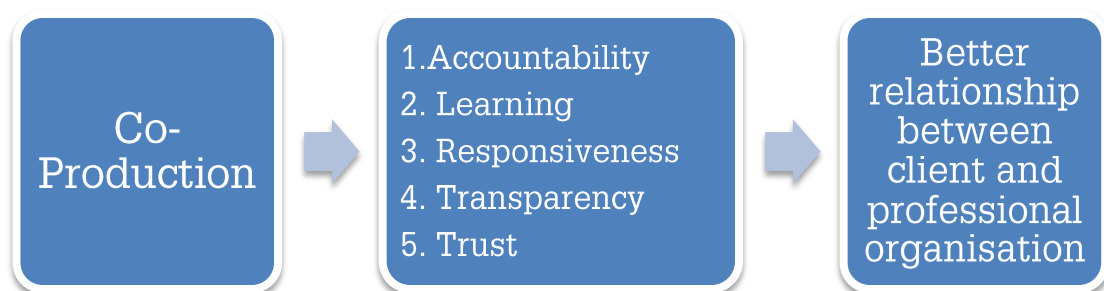 Co-
Production
1.Accountability
2. Learning
3. Responsiveness
4. Transparency
5. Trust
Better
relationship
between
client and
professional
organisation